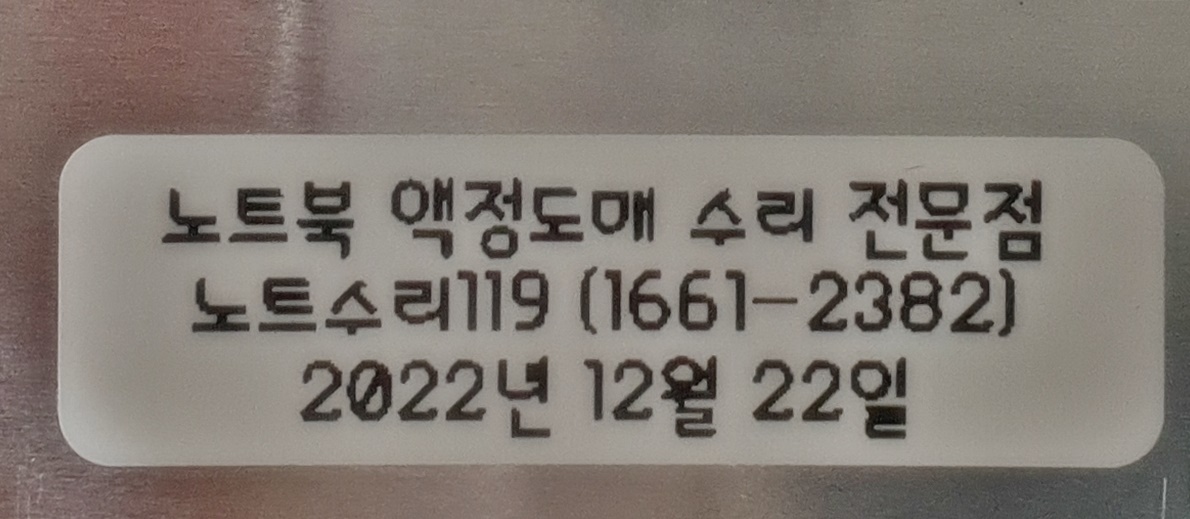 노트북 액정도매 수리 전문점
노트수리119 (1661-2382)
2022년 12월 22일